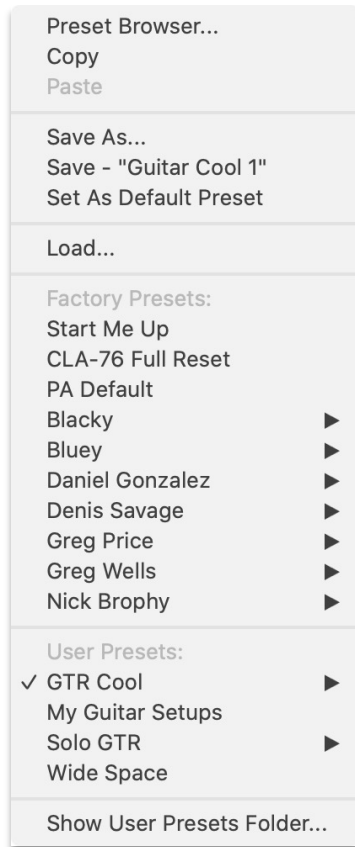 Preset Browser...
Copy
Paste
Save As...
Save - "Guitar Cool 1"
Set As Default Preset
Load...
Factory Presets:
Start Me Up
CLA-76 Full Reset
PA Default
Blacky
Bluey
Daniel Gonzalez
Denis Savage
Greg Price
Greg Wells
Nick Brophy
User Presets:
✓ GTR Cool
My Guitar Setups
Solo GTR
Wide Space
Show User Presets Folder...